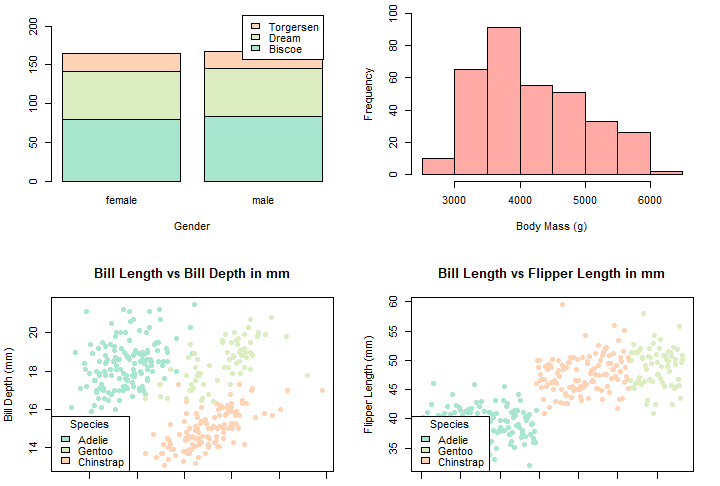 Torgersen
Dream
Biscoe
0
50
100
150
200
female
male
Gender
Frequency
0
20
40
60
80
100
3000
4000
5000
6000
Body Mass (g)
Bill Length vs Bill Depth in mm
Bill Depth (mm)
14
16
18
20
Species
Adelie
Gentoo
Chinstrap
Bill Length vs Flipper Length in mm
Flipper Length (mm)
35
40
45
50
55
60
Species
Adelie
Gentoo
Chinstrap